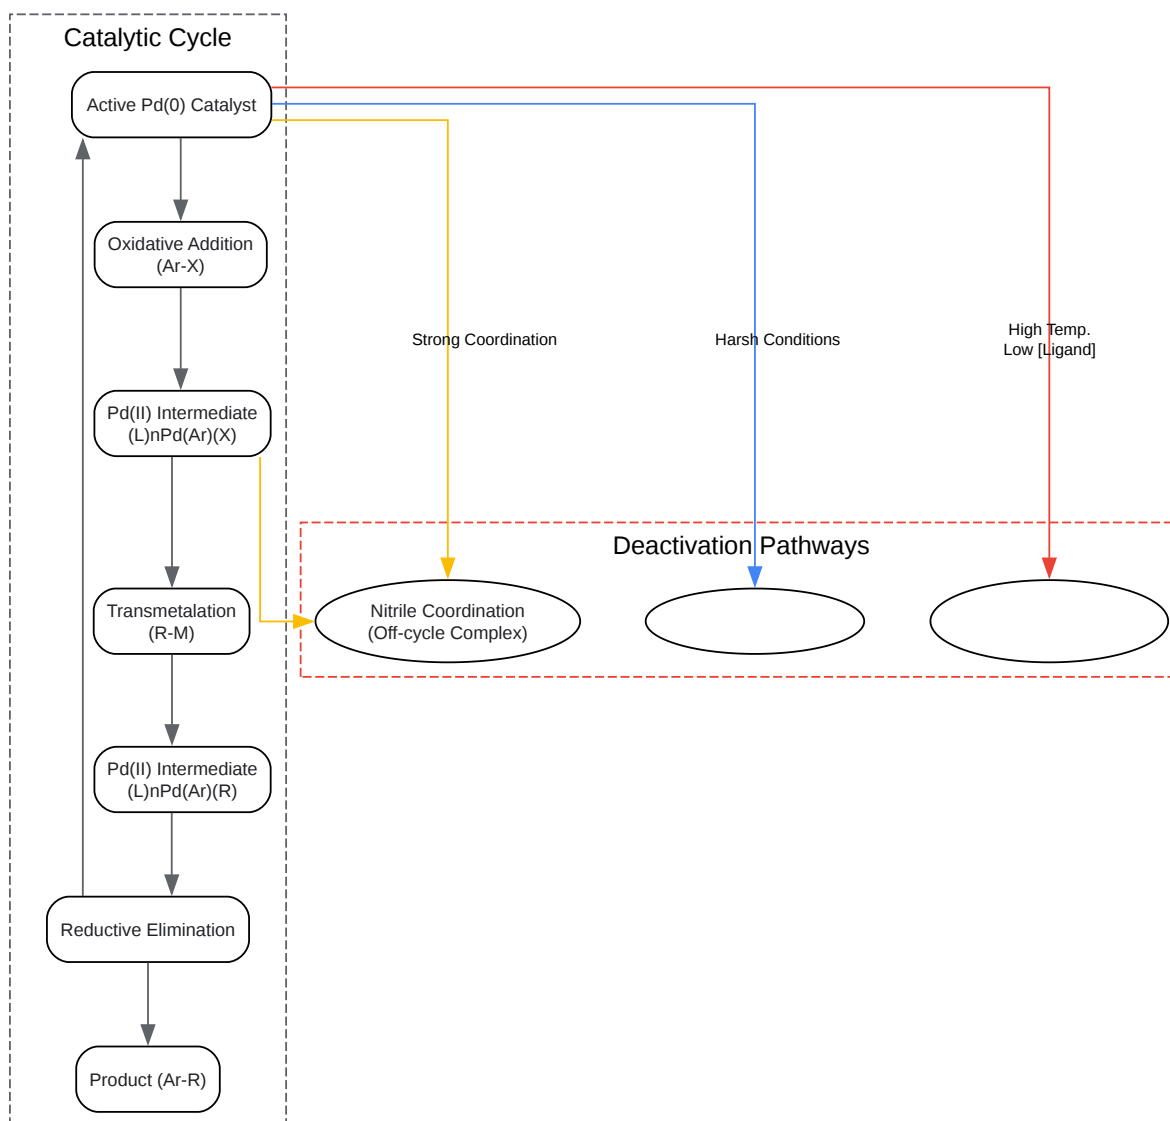 Catalytic Cycle
Active Pd(0) Catalyst
Oxidative Addition
(Ar-X)
Strong Coordination
Harsh Conditions
High Temp.
Low [Ligand]
Pd(II) Intermediate
(L)nPd(Ar)(X)
Deactivation Pathways
Transmetalation
(R-M)
Nitrile Coordination
(Off-cycle Complex)
Pd(II) Intermediate
(L)nPd(Ar)(R)
Reductive Elimination
Product (Ar-R)